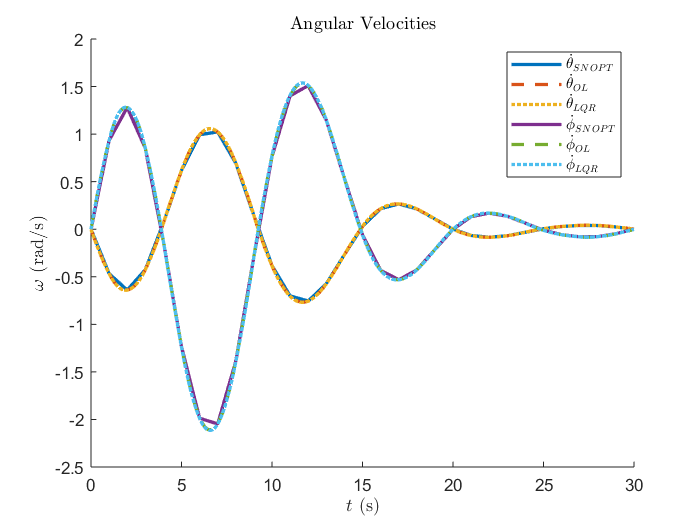 Angular Velocities
2
1.5
1
0.5
0
-0.5
-1
-1.5
-2
-2.5
ω (rad/s)
0 5 10 15 20 25 30
t (s)
θ̇_SNOPT
θ̇_OL
θ̇_LQR
ϕ̇_SNOPT
ϕ̇_OL
ϕ̇_LQR